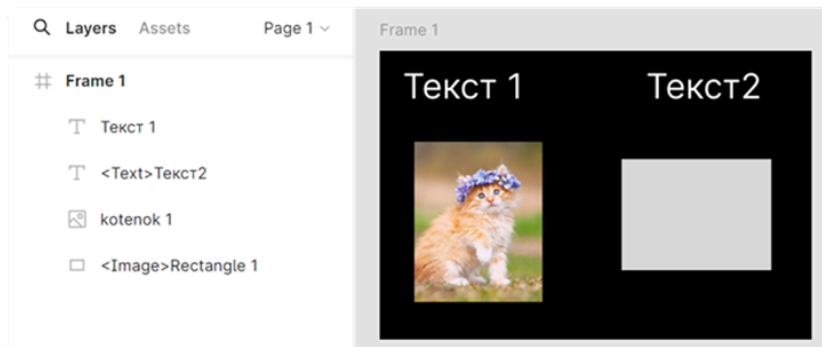 Layers Assets Page 1
Frame 1
Текст 1
<Text>Текст2
kotenok 1
<Image>Rectangle 1
Frame 1
Текст 1 Текст2